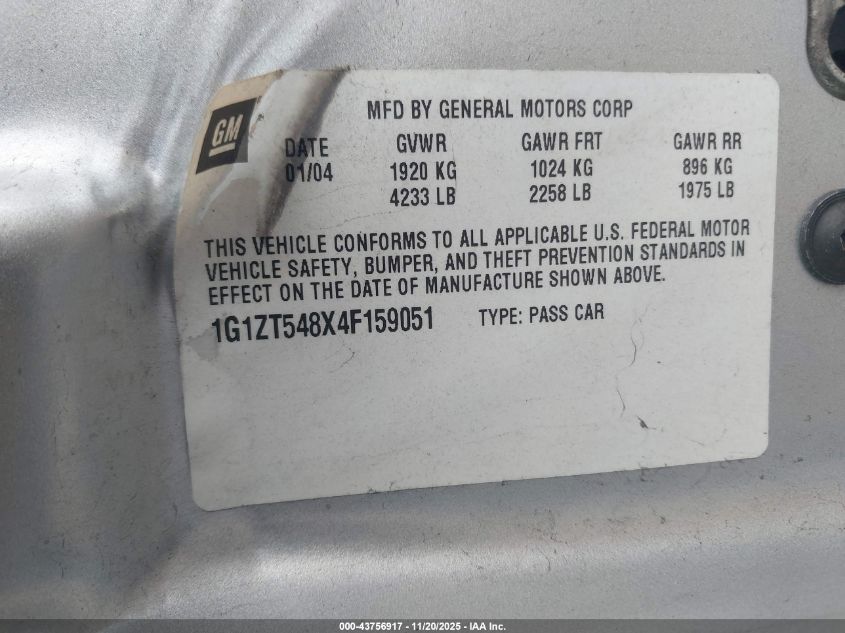 GM
MFD BY GENERAL MOTORS CORP
DATE GVWR GAWR FRT GAWR RR
01/04 1920 KG 1024 KG 896 KG
4233 LB 2258 LB 1975 LB
THIS VEHICLE CONFORMS TO ALL APPLICABLE U.S. FEDERAL MOTOR
VEHICLE SAFETY, BUMPER, AND THEFT PREVENTION STANDARDS IN
EFFECT ON THE DATE OF MANUFACTURE SHOWN ABOVE.
1G1ZT548X4F159051 TYPE: PASS CAR
000-43756917 - 11/20/2025 - IAA Inc.